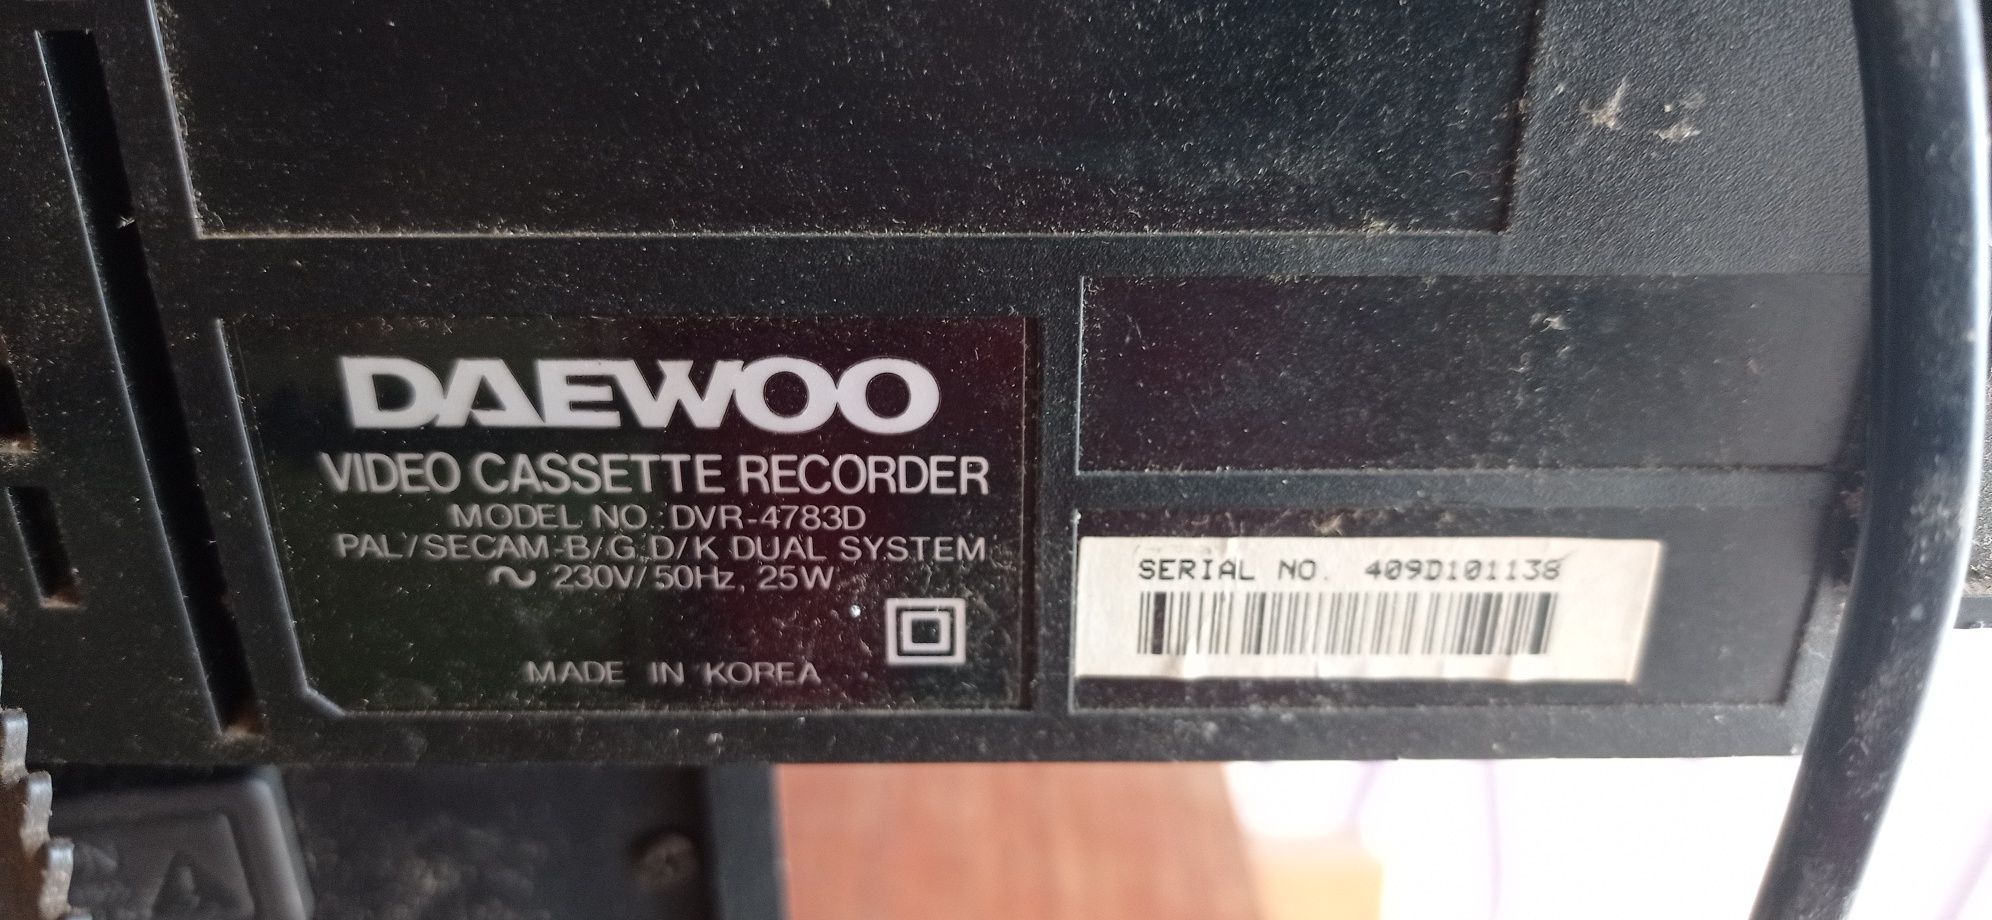 DAEWOO
VIDEO CASSETTE RECORDER
MODEL NO. DVR-4783D
PAL/SECAM-B/G D/K DUAL SYSTEM
~ 230V/50Hz, 25W
MADE IN KOREA
SERIAL NO. 409D101138